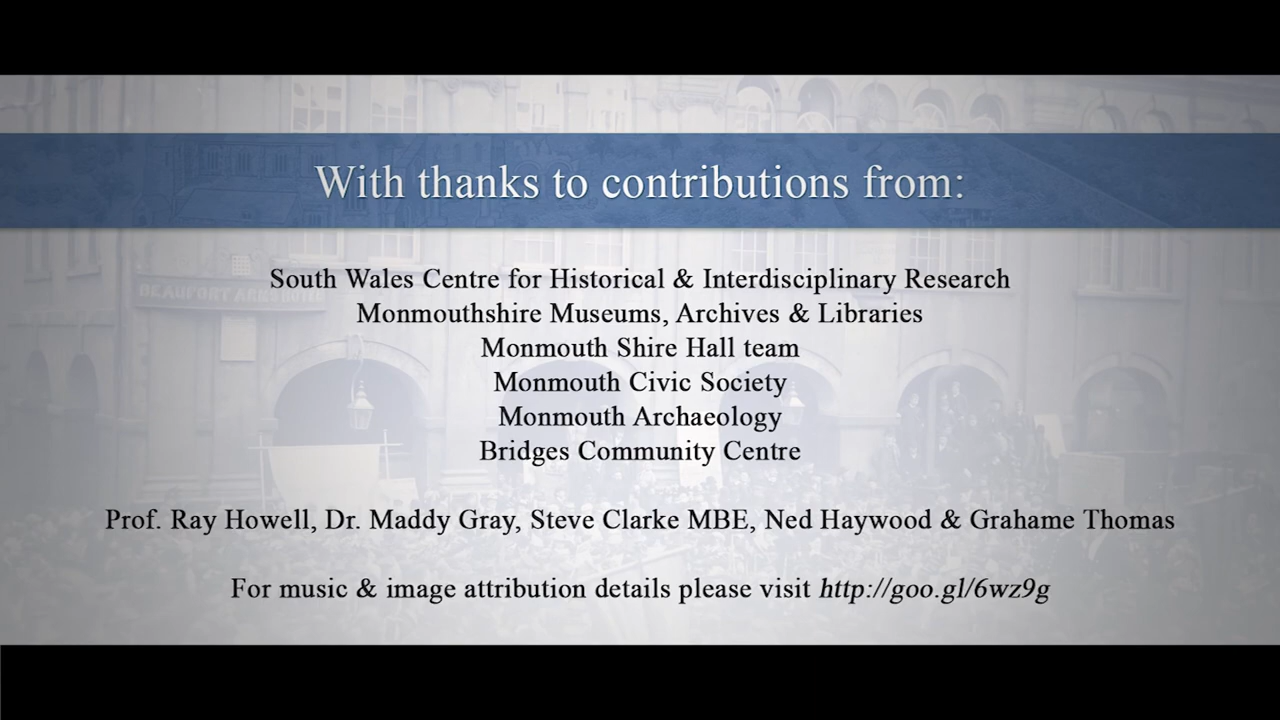 With thanks to contributions from:
BEAUFORT ARMS
South Wales Centre for Historical & Interdisciplinary Research
Monmouthshire Museums, Archives & Libraries
Monmouth Shire Hall team
Monmouth Civic Society
Monmouth Archaeology
Bridges Community Centre
Prof. Ray Howell, Dr. Maddy Gray, Steve Clarke MBE, Ned Haywood & Grahame Thomas
For music & image attribution details please visit http://goo.gl/6wz9g